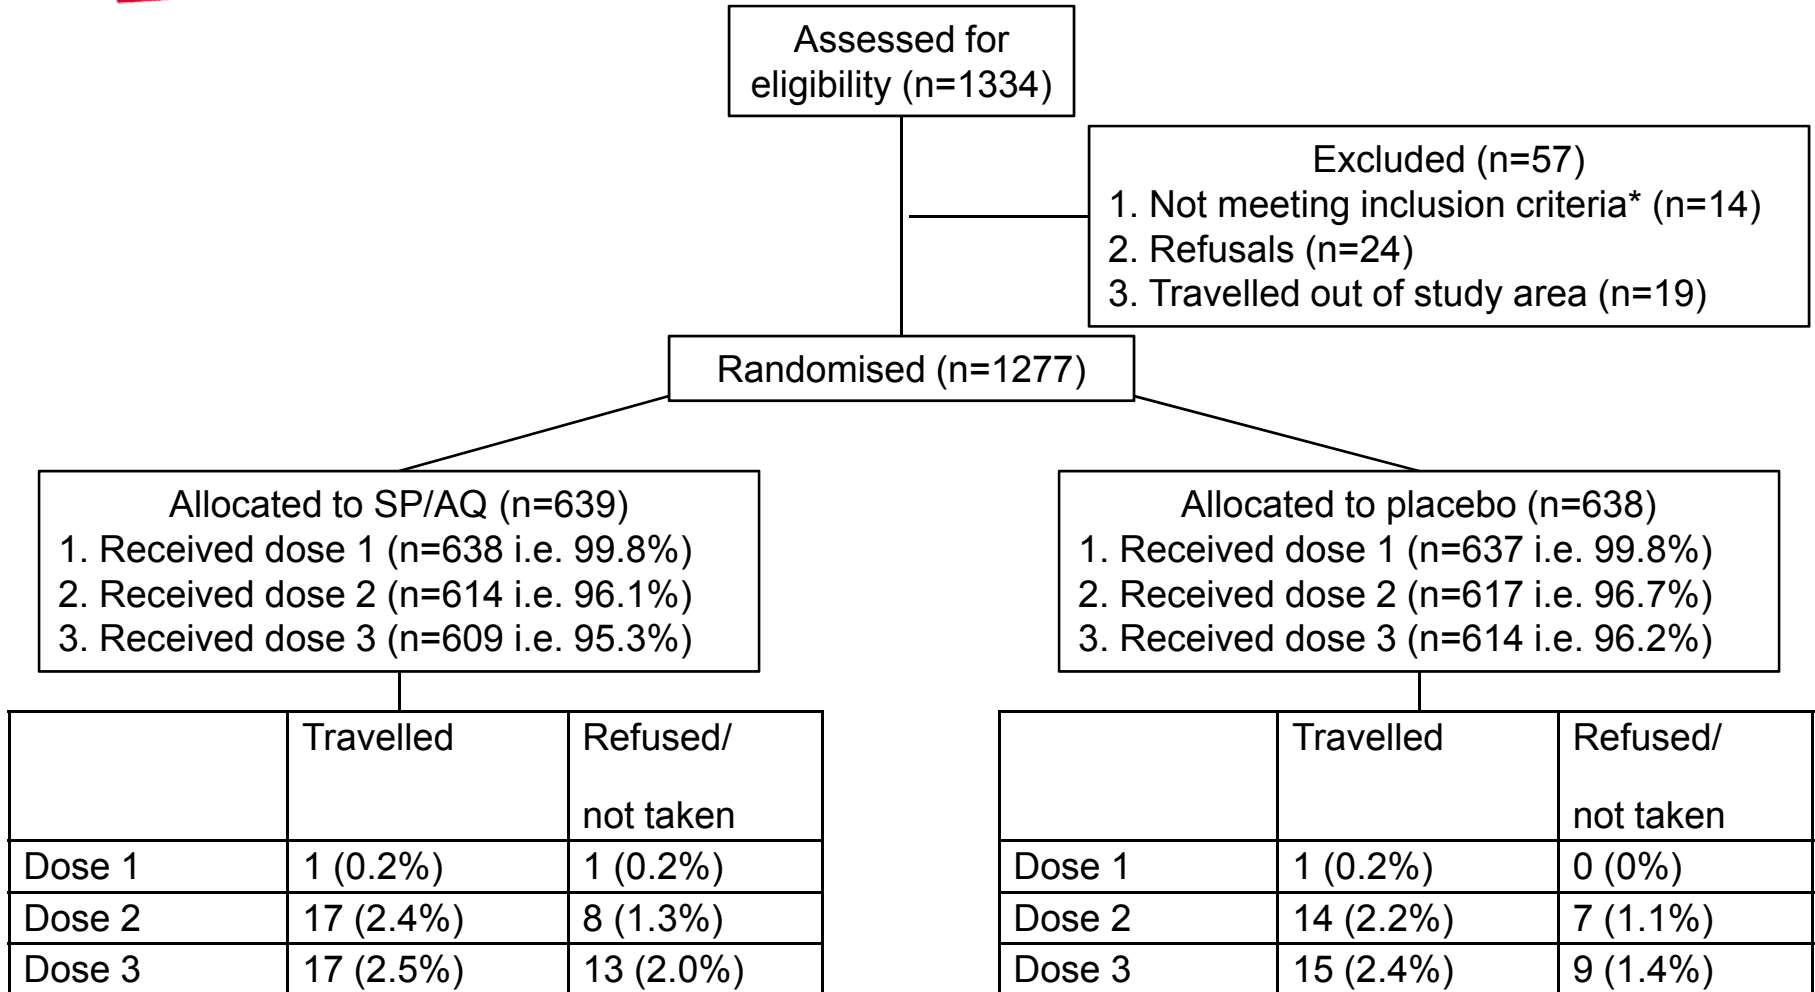 Assessed for
eligibility (n=1334)
Excluded (n=57)
1. Not meeting inclusion criteria* (n=14)
2. Refusals (n=24)
3. Travelled out of study area (n=19)
Randomised (n=1277)
Allocated to SP/AQ (n=639)
1. Received dose 1 (n=638 i.e. 99.8%)
2. Received dose 2 (n=614 i.e. 96.1%)
3. Received dose 3 (n=609 i.e. 95.3%)
Allocated to placebo (n=638)
1. Received dose 1 (n=637 i.e. 99.8%)
2. Received dose 2 (n=617 i.e. 96.7%)
3. Received dose 3 (n=614 i.e. 96.2%)
Travelled Refused/
not taken
Dose 1 1 (0.2%) 1 (0.2%)
Dose 2 17 (2.4%) 8 (1.3%)
Dose 3 17 (2.5%) 13 (2.0%)
Travelled Refused/
not taken
Dose 1 1 (0.2%) 0 (0%)
Dose 2 14 (2.2%) 7 (1.1%)
Dose 3 15 (2.4%) 9 (1.4%)